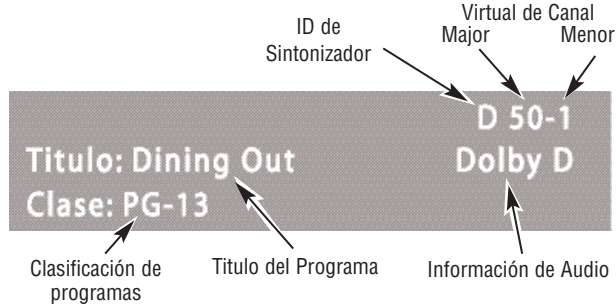 Virtual de Canal
ID de Sintonizador
Major Menor
D 50-1
Titulo: Dining Out Dolby D
Clase: PG-13
Clasificación de programas
Titulo del Programa
Información de Audio